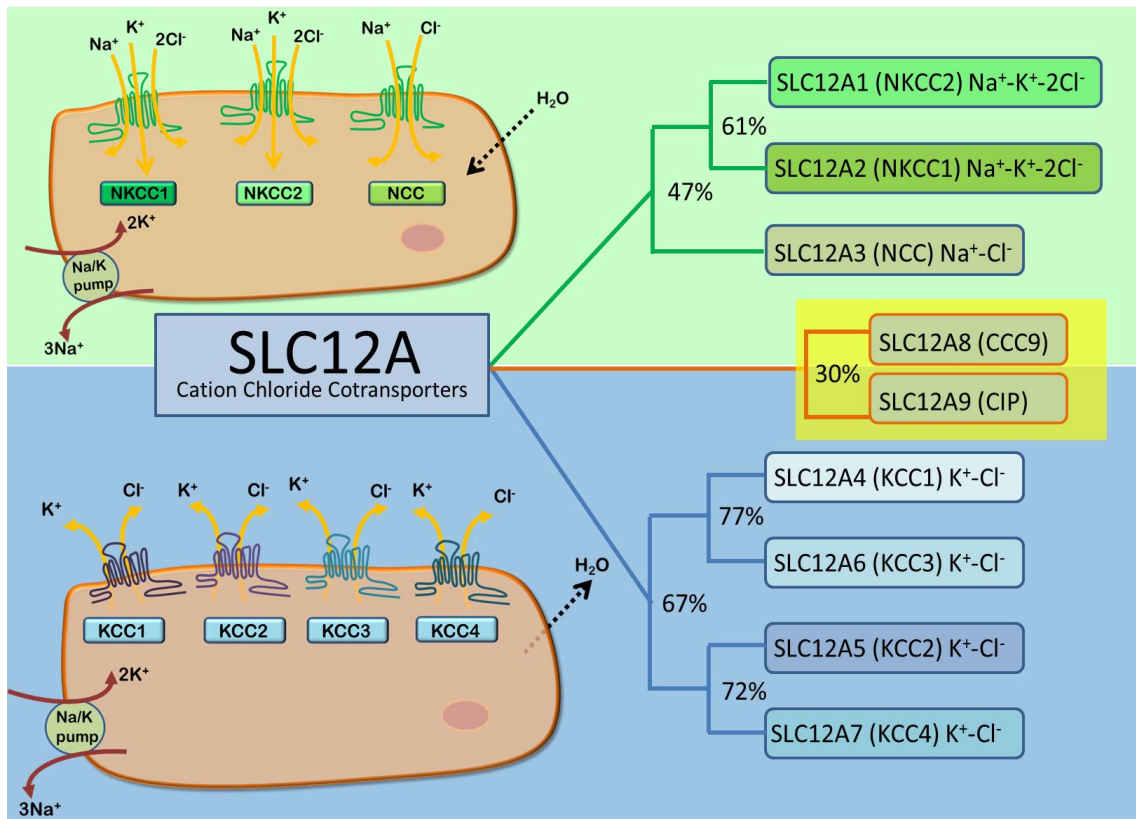 Na⁺ K⁺ 2Cl⁻
Na⁺ K⁺ 2Cl⁻
Na⁺ Cl⁻
H₂O
NKCC1 NKCC2 NCC
2K⁺
Na/K
pump
3Na⁺
SLC12A
Cation Chloride Cotransporters
SLC12A1 (NKCC2) Na⁺-K⁺-2Cl⁻
61%
SLC12A2 (NKCC1) Na⁺-K⁺-2Cl⁻
47%
SLC12A3 (NCC) Na⁺-Cl⁻
SLC12A8 (CCC9)
30%
SLC12A9 (CIP)
K⁺ Cl⁻ K⁺ Cl⁻ K⁺ Cl⁻ K⁺ Cl⁻
H₂O
KCC1 KCC2 KCC3 KCC4
2K⁺
Na/K
pump
3Na⁺
SLC12A4 (KCC1) K⁺-Cl⁻
77%
SLC12A6 (KCC3) K⁺-Cl⁻
67%
SLC12A5 (KCC2) K⁺-Cl⁻
72%
SLC12A7 (KCC4) K⁺-Cl⁻